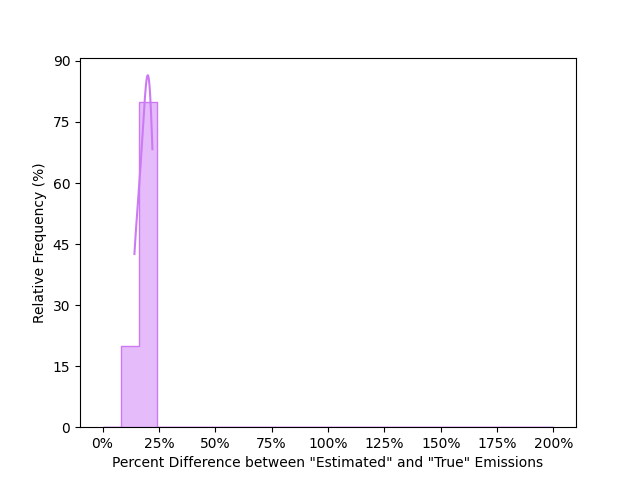 90
75
60
45
30
15
0
Relative Frequency (%)
0% 25% 50% 75% 100% 125% 150% 175% 200%
Percent Difference between "Estimated" and "True" Emissions